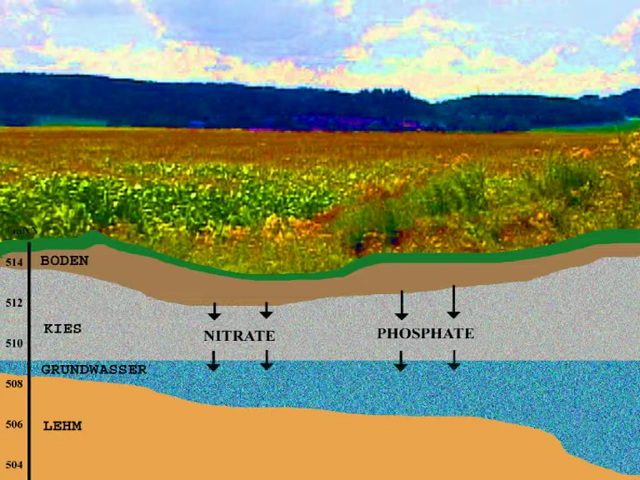 514
BODEN
512
KIES
NITRATE
PHOSPHATE
510
GRUNDWASSER
508
506
LEHM
504